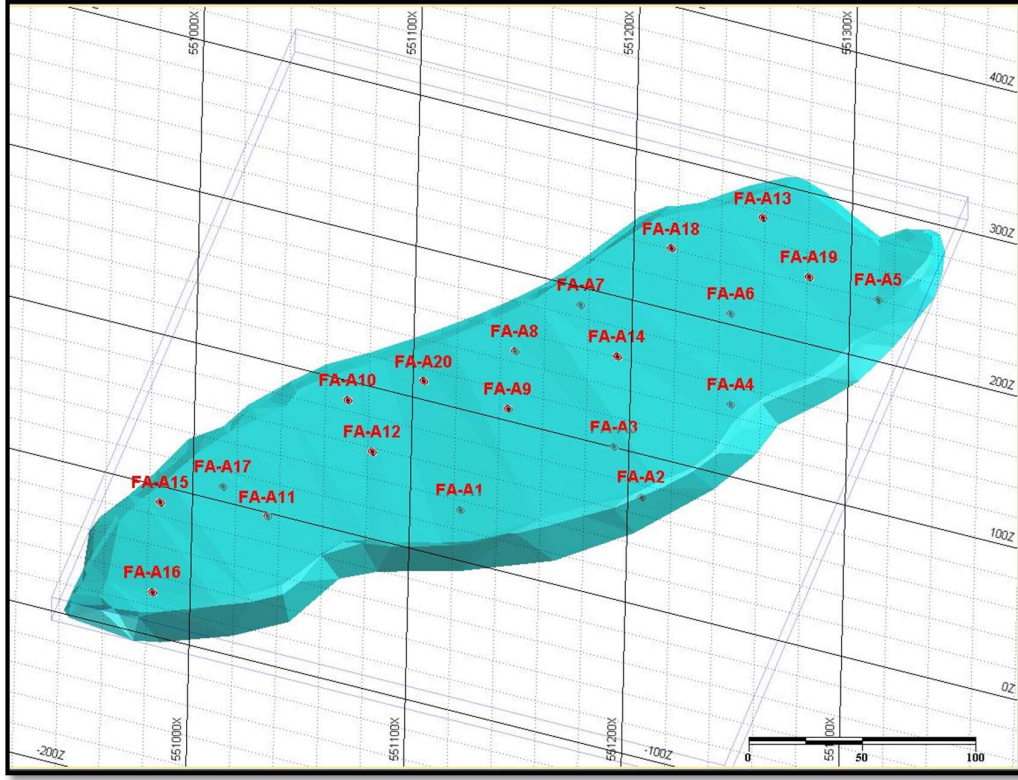 551000X
551100X
551200X
551300X
400Z
FA-A13
FA-A18
300Z
FA-A19
FA-A5
FA-A7
FA-A6
FA-A8
FA-A14
FA-A20
FA-A10
FA-A9
FA-A4
200Z
FA-A12
FA-A3
FA-A17
FA-A15
FA-A11
FA-A1
FA-A2
100Z
FA-A16
0Z
551000X
551100X
551200X
551300X
-200Z
-100Z
0
50
100